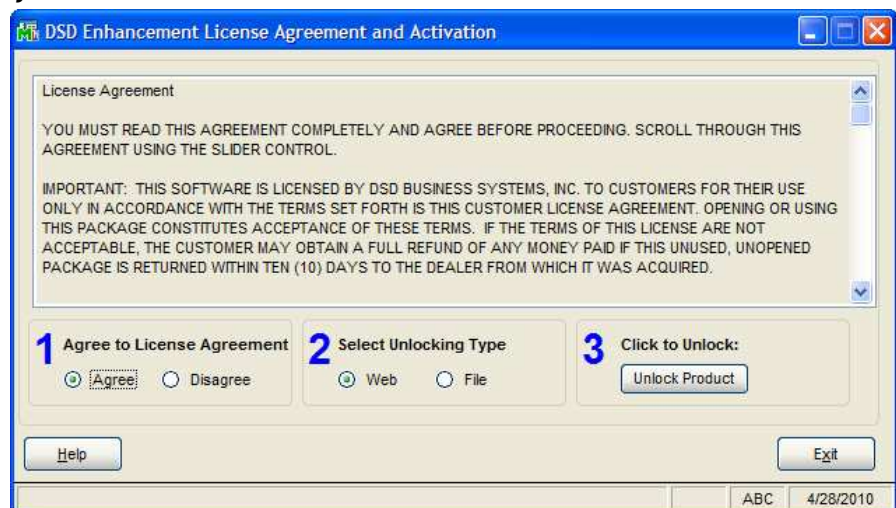 DSD Enhancement License Agreement and Activation
License Agreement
YOU MUST READ THIS AGREEMENT COMPLETELY AND AGREE BEFORE PROCEEDING. SCROLL THROUGH THIS
AGREEMENT USING THE SLIDER CONTROL.
IMPORTANT: THIS SOFTWARE IS LICENSED BY DSD BUSINESS SYSTEMS, INC. TO CUSTOMERS FOR THEIR USE
ONLY IN ACCORDANCE WITH THE TERMS SET FORTH IS THIS CUSTOMER LICENSE AGREEMENT. OPENING OR USING
THIS PACKAGE CONSTITUTES ACCEPTANCE OF THESE TERMS. IF THE TERMS OF THIS LICENSE ARE NOT
ACCEPTABLE, THE CUSTOMER MAY OBTAIN A FULL REFUND OF ANY MONEY PAID IF THIS UNUSED, UNOPENED
PACKAGE IS RETURNED WITHIN TEN (10) DAYS TO THE DEALER FROM WHICH IT WAS ACQUIRED.
1 Agree to License Agreement
Agree Disagree
2 Select Unlocking Type
Web File
3 Click to Unlock:
Unlock Product
Help Exit
ABC 4/28/2010